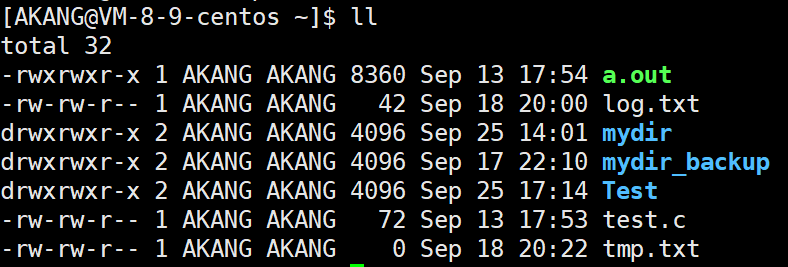 [AKANG@VM-8-9-centos ~]$ ll
total 32
-rwxrwxr-x 1 AKANG AKANG 8360 Sep 13 17:54 a.out
-rw-rw-r-- 1 AKANG AKANG   42 Sep 18 20:00 log.txt
drwxrwxr-x 2 AKANG AKANG 4096 Sep 25 14:01 mydir
drwxrwxr-x 2 AKANG AKANG 4096 Sep 17 22:10 mydir_backup
drwxrwxr-x 2 AKANG AKANG 4096 Sep 25 17:14 Test
-rw-rw-r-- 1 AKANG AKANG   72 Sep 13 17:53 test.c
-rw-rw-r-- 1 AKANG AKANG    0 Sep 18 20:22 tmp.txt